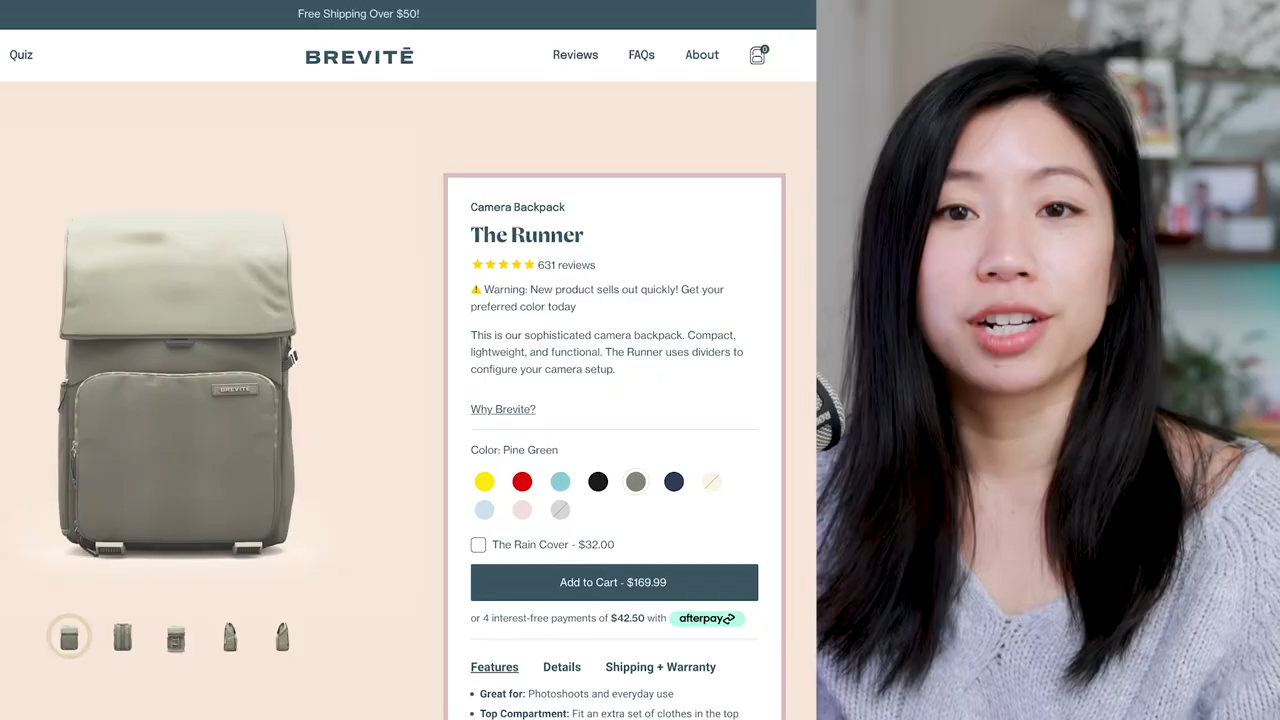 Free Shipping Over $50!
Quiz
BREVITĒ
Reviews
FAQs
About
0
Camera Backpack
The Runner
631 reviews
Warning: New product sells out quickly! Get your
preferred color today
This is our sophisticated camera backpack. Compact,
lightweight, and functional. The Runner uses dividers to
configure your camera setup.
Why Brevite?
Color: Pine Green
The Rain Cover - $32.00
Add to Cart - $169.99
or 4 interest-free payments of $42.50 with afterpay
Features
Details
Shipping + Warranty
Great for: Photoshoots and everyday use
Top Compartment: Fit an extra set of clothes in the top
BREVITĒ